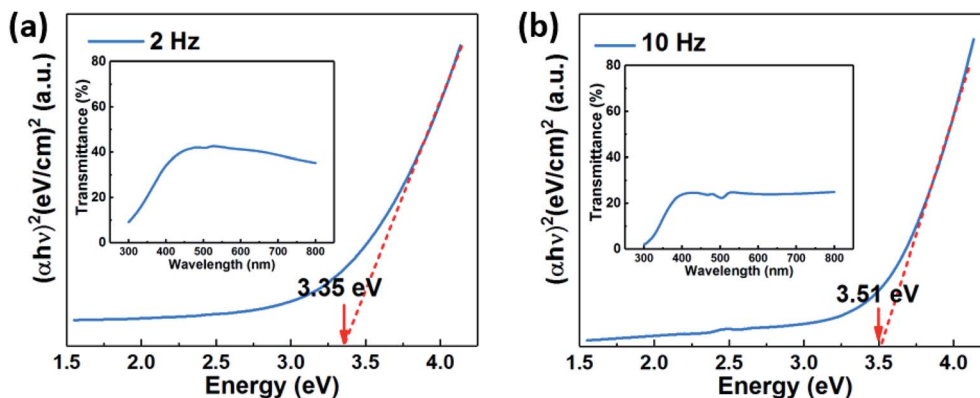 (a)
2 Hz
(αhν)²(eV/cm)² (a.u.)
Transmittance (%)
80
60
40
20
0
300 400 500 600 700 800
Wavelength (nm)
3.35 eV
1.5 2.0 2.5 3.0 3.5 4.0
Energy (eV)
(b)
10 Hz
(αhν)²(eV/cm)² (a.u.)
Transmittance (%)
80
60
40
20
0
300 400 500 600 700 800
Wavelength (nm)
3.51 eV
1.5 2.0 2.5 3.0 3.5 4.0
Energy (eV)